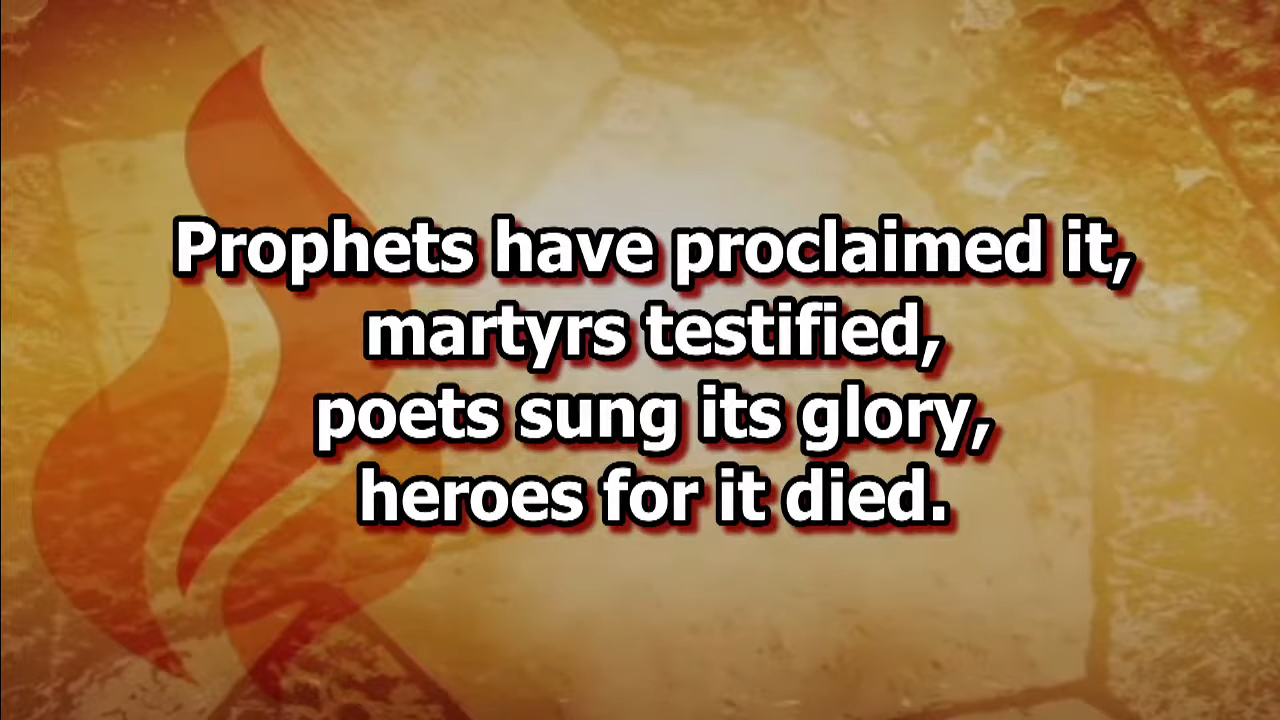 Prophets have proclaimed it,
martyrs testified,
poets sung its glory,
heroes for it died.